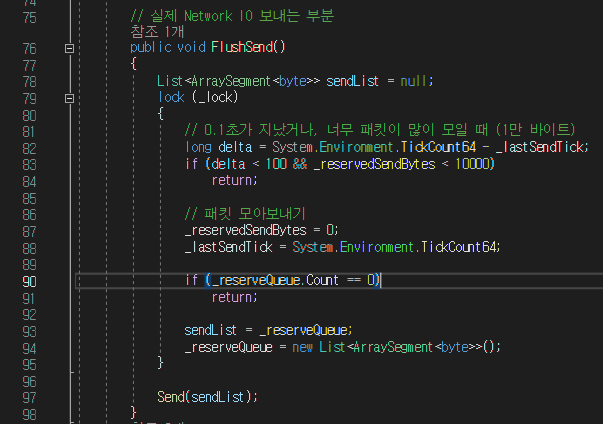 75 // 실제 Network IO 보내는 부분
참조 1개
76 public void FlushSend()
77 {
78 List<ArraySegment<byte>> sendList = null;
79 lock (_lock)
80 {
81 // 0.1초가 지났거나, 너무 패킷이 많이 모일 때 (1만 바이트)
82 long delta = System.Environment.TickCount64 - _lastSendTick;
83 if (delta < 100 && _reservedSendBytes < 10000)
84 return;
85
86 // 패킷 모아보내기
87 _reservedSendBytes = 0;
88 _lastSendTick = System.Environment.TickCount64;
89
90 if (_reserveQueue.Count == 0)
91 return;
92
93 sendList = _reserveQueue;
94 _reserveQueue = new List<ArraySegment<byte>>();
95 }
96
97 Send(sendList);
98 }